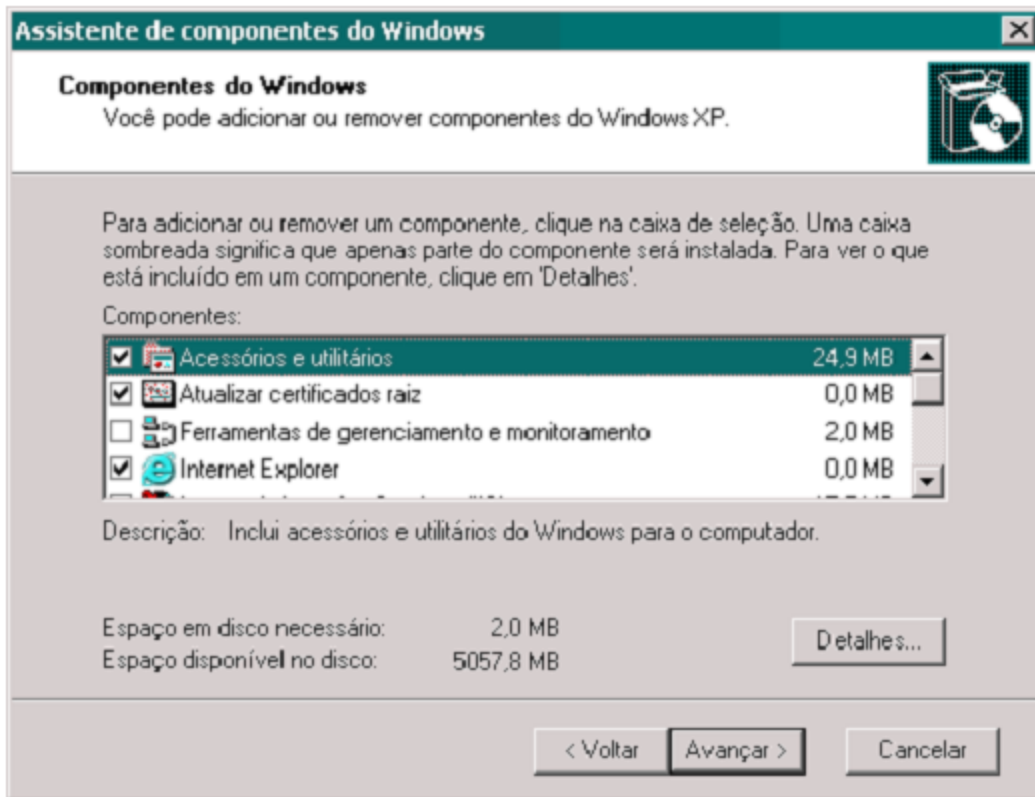 Assistente de componentes do Windows
Componentes do Windows
Você pode adicionar ou remover componentes do Windows XP.
Para adicionar ou remover um componente, clique na caixa de seleção. Uma caixa
sombreada significa que apenas parte do componente será instalada. Para ver o que
está incluído em um componente, clique em 'Detalhes'.
Componentes:
Acessórios e utilitários 24,9 MB
Atualizar certificados raiz 0,0 MB
Ferramentas de gerenciamento e monitoramento 2,0 MB
Internet Explorer 0,0 MB
Descrição: Inclui acessórios e utilitários do Windows para o computador.
Espaço em disco necessário: 2,0 MB
Espaço disponível no disco: 5057,8 MB
Detalhes...
< Voltar Avançar > Cancelar